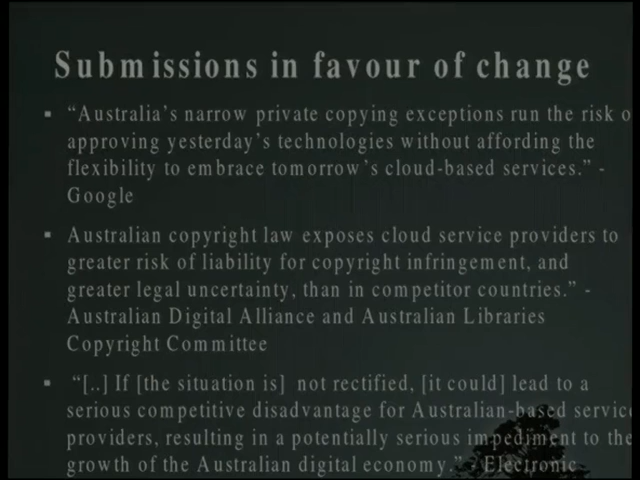 Submissions in favour of change
▪ “Australia’s narrow private copying exceptions run the risk o
approving yesterday’s technologies without affording the
flexibility to embrace tomorrow’s cloud-based services.” -
Google
▪ Australian copyright law exposes cloud service providers to
greater risk of liability for copyright infringement, and
greater legal uncertainty, than in competitor countries.” -
Australian Digital Alliance and Australian Libraries
Copyright Committee
▪ “[..] If [the situation is] not rectified, [it could] lead to a
serious competitive disadvantage for Australian-based servic
providers, resulting in a potentially serious impediment to the
growth of the Australian digital economy.” - Electronic